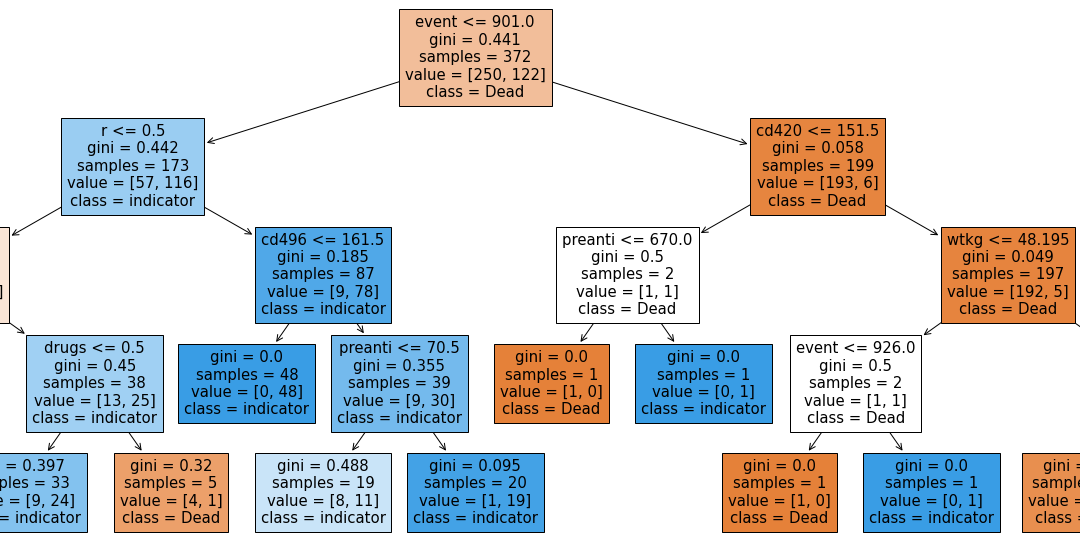 event <= 901.0
gini = 0.441
samples = 372
value = [250, 122]
class = Dead
r <= 0.5
gini = 0.442
samples = 173
value = [57, 116]
class = indicator
cd420 <= 151.5
gini = 0.058
samples = 199
value = [193, 6]
class = Dead
]
cd496 <= 161.5
gini = 0.185
samples = 87
value = [9, 78]
class = indicator
preanti <= 670.0
gini = 0.5
samples = 2
value = [1, 1]
class = Dead
wtkg <= 48.195
gini = 0.049
samples = 197
value = [192, 5]
class = Dead
drugs <= 0.5
gini = 0.45
samples = 38
value = [13, 25]
class = indicator
gini = 0.0
samples = 48
value = [0, 48]
class = indicator
preanti <= 70.5
gini = 0.355
samples = 39
value = [9, 30]
class = indicator
gini = 0.0
samples = 1
value = [1, 0]
class = Dead
gini = 0.0
samples = 1
value = [0, 1]
class = indicator
event <= 926.0
gini = 0.5
samples = 2
value = [1, 1]
class = Dead
= 0.397
ples = 33
= [9, 24]
= indicator
gini = 0.32
samples = 5
value = [4, 1]
class = Dead
gini = 0.488
samples = 19
value = [8, 11]
class = indicator
gini = 0.095
samples = 20
value = [1, 19]
class = indicator
gini = 0.0
samples = 1
value = [1, 0]
class = Dead
gini = 0.0
samples = 1
value = [0, 1]
class = indicator
gini =
sample
value =
class =